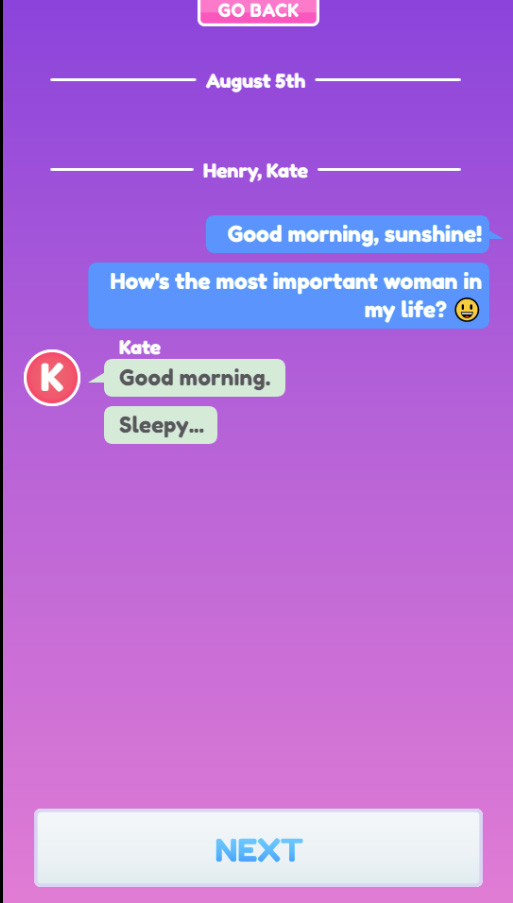 GO BACK
August 5th
Henry, Kate
Good morning, sunshine!
How's the most important woman in
my life? 😃
Kate
K
Good morning.
Sleepy...
NEXT